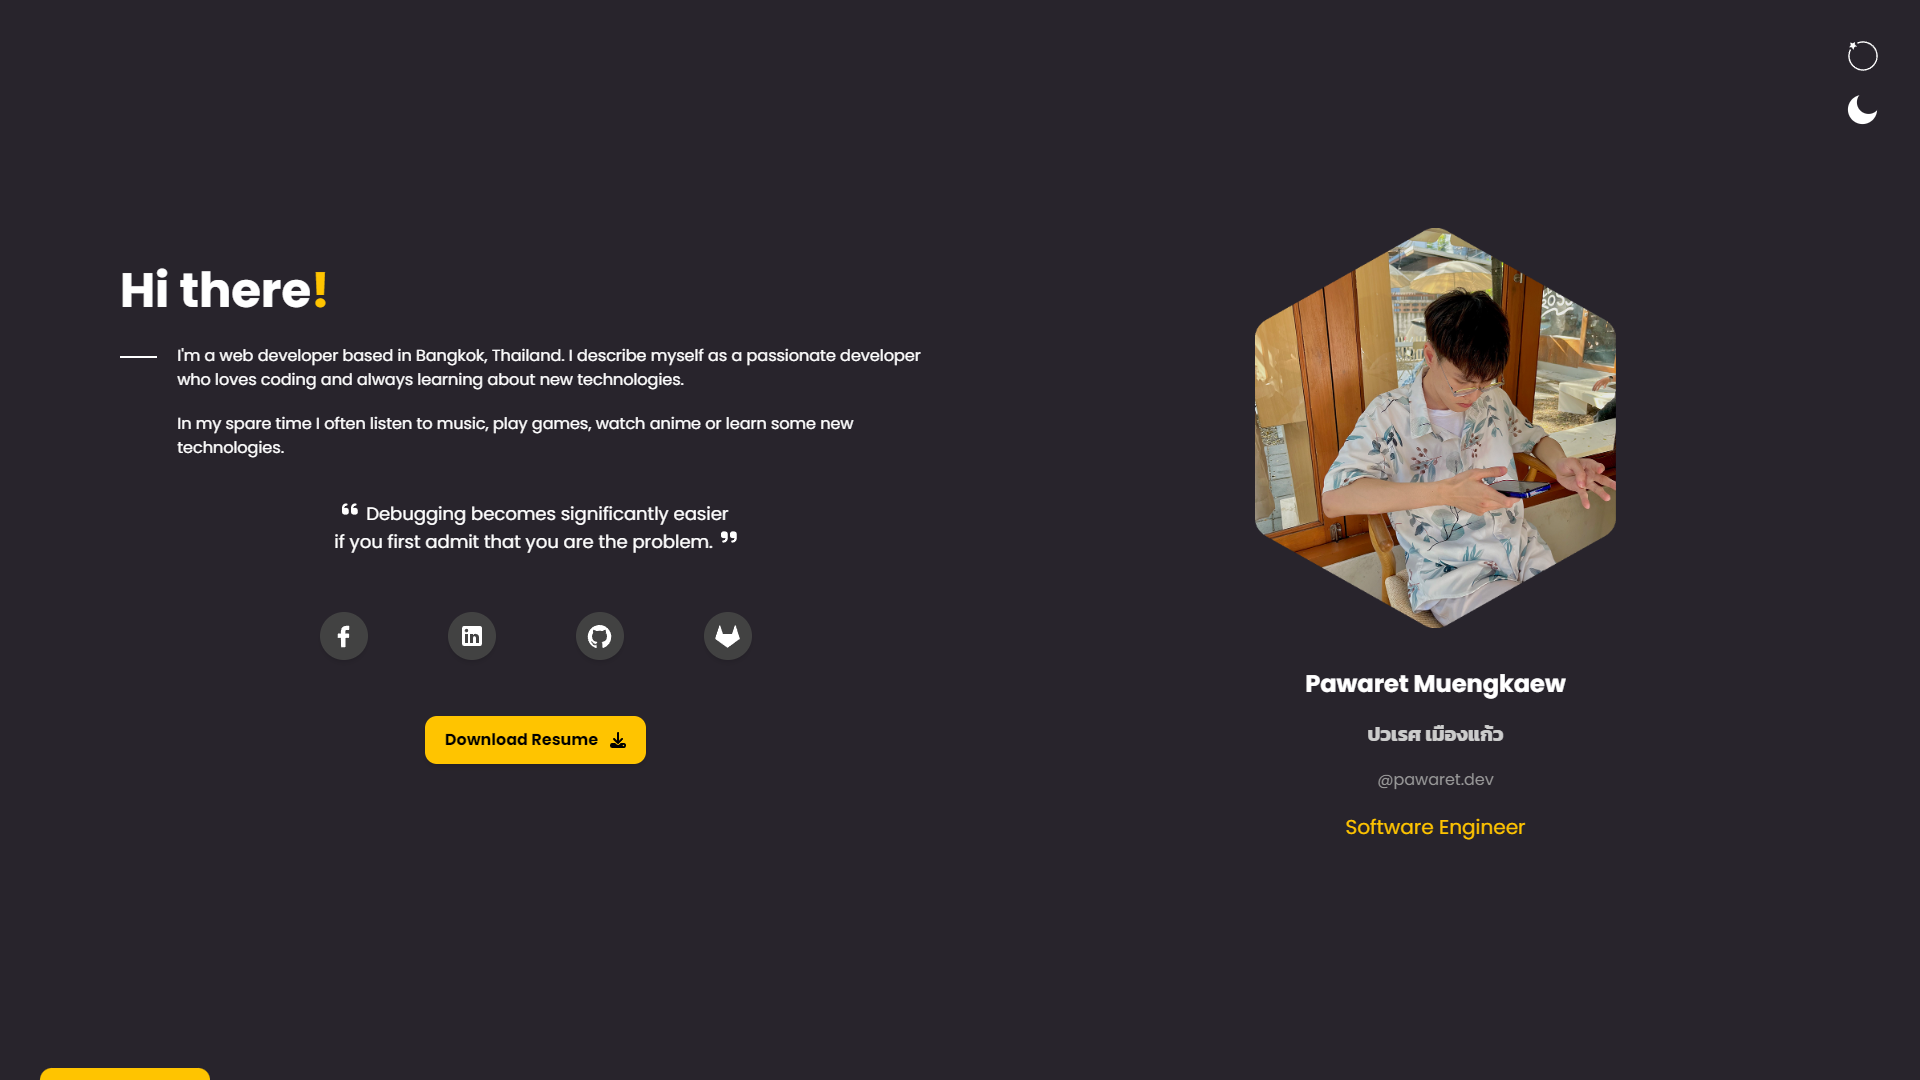 Hi there!
I'm a web developer based in Bangkok, Thailand. I describe myself as a passionate developer
who loves coding and always learning about new technologies.
In my spare time I often listen to music, play games, watch anime or learn some new
technologies.
❝ Debugging becomes significantly easier
if you first admit that you are the problem. ❞
Download Resume
Pawaret Muengkaew
ปวเรศ เมืองแก้ว
@pawaret.dev
Software Engineer